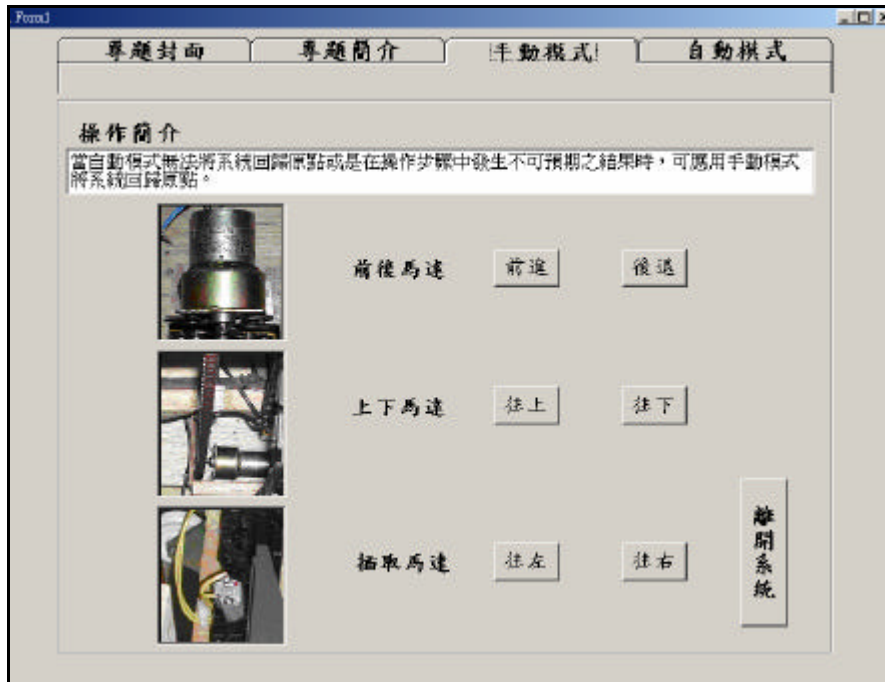 Form1
專題封面
專題簡介
手動模式
自動模式
操作簡介
當自動模式無法將系統回歸原點或是在操作步驟中發生不可預期之結果時，可應用手動模式
將系統回歸原點。
前後馬達
前進
後退
上下馬達
往上
往下
插取馬達
往左
往右
離開系統